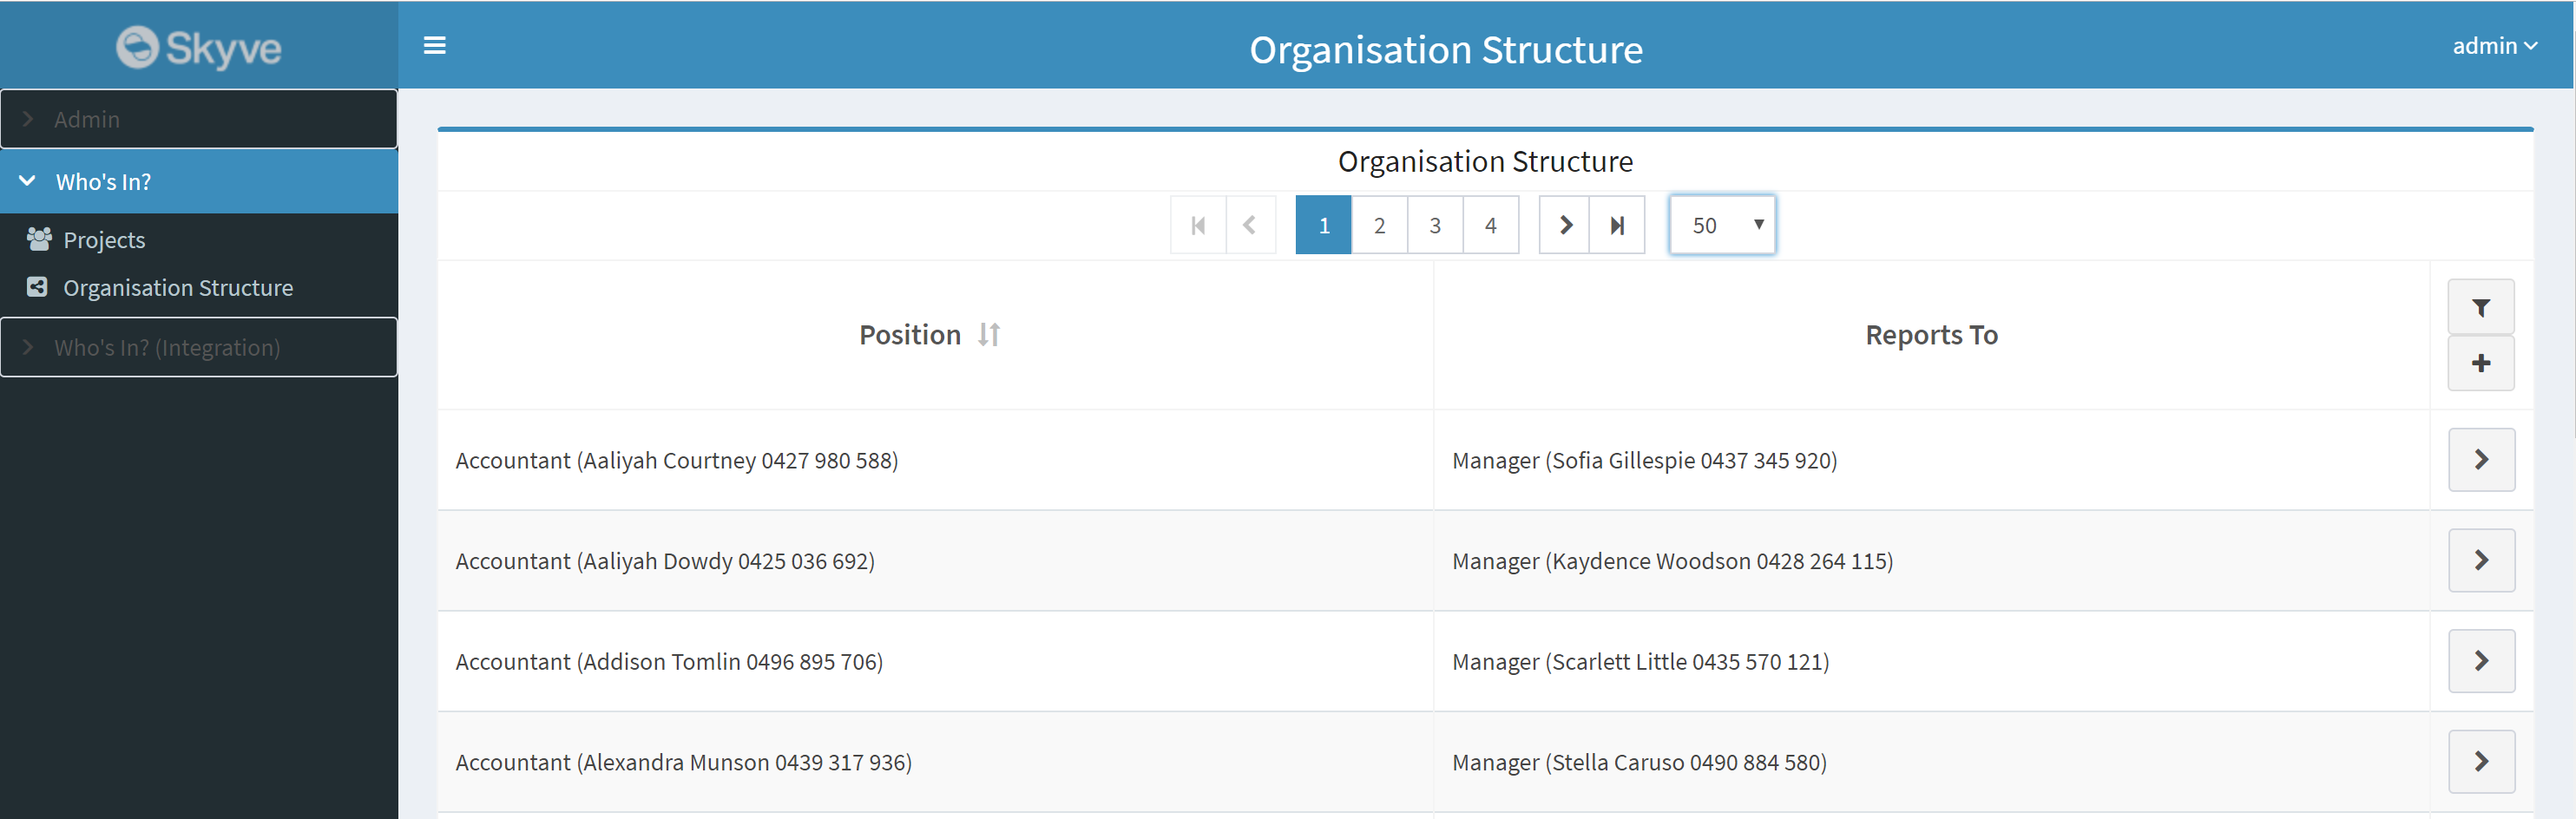 Skyve
Organisation Structure
admin
Admin
Who's In?
Projects
Organisation Structure
Who's In? (Integration)
Organisation Structure
1 2 3 4 50
Position Reports To
Accountant (Aaliyah Courtney 0427 980 588) Manager (Sofia Gillespie 0437 345 920)
Accountant (Aaliyah Dowdy 0425 036 692) Manager (Kaydence Woodson 0428 264 115)
Accountant (Addison Tomlin 0496 895 706) Manager (Scarlett Little 0435 570 121)
Accountant (Alexandra Munson 0439 317 936) Manager (Stella Caruso 0490 884 580)